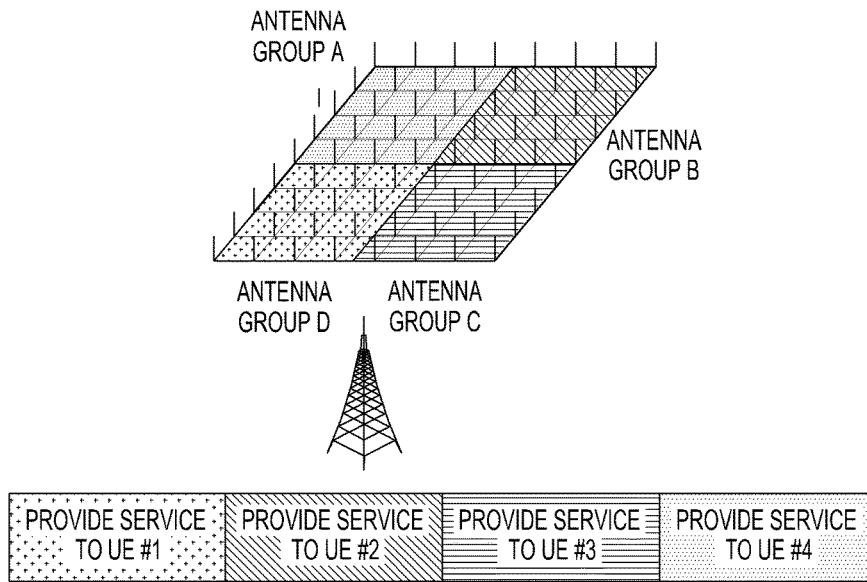 ANTENNA
GROUP A
ANTENNA
GROUP B
ANTENNA
GROUP D
ANTENNA
GROUP C
PROVIDE SERVICE
TO UE #1
PROVIDE SERVICE
TO UE #2
PROVIDE SERVICE
TO UE #3
PROVIDE SERVICE
TO UE #4